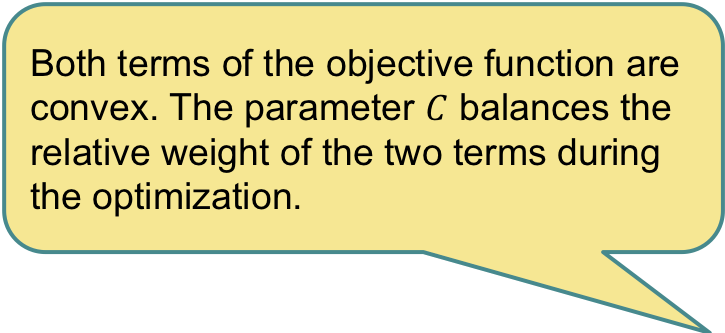 Both terms of the objective function are
convex. The parameter 𝐶 balances the
relative weight of the two terms during
the optimization.